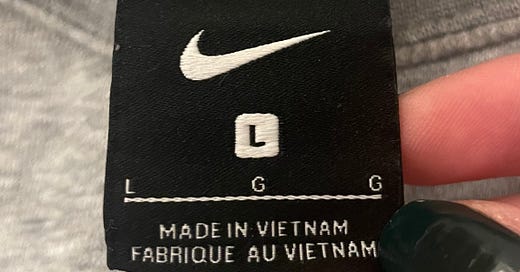 L
L G G
MADE IN VIETNAM
FABRIQUE AU VIETNAM